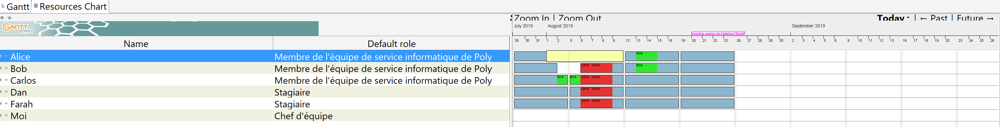 Gantt Resources Chart
Zoom In | Zoom Out Today | ← Past | Future →
GANTT project
July 2019 August 2019 September 2019
Dernière version de l'artefact "Build"
Name Default role
29 30 31 1 2 5 6 7 8 9 12 13 14 15 16 19 20 21 22 23 26 27 28 29 30 2 3 4 5 6 9 10 11 12 13 16 17 18 19 20 23 24 25 26
Alice Membre de l'équipe de service informatique de Poly 50%
Bob Membre de l'équipe de service informatique de Poly 125% 125% 50%
Carlos Membre de l'équipe de service informatique de Poly 50% 50% 125% 125%
Dan Stagiaire 125% 125%
Farah Stagiaire 125% 125%
Moi Chef d'équipe